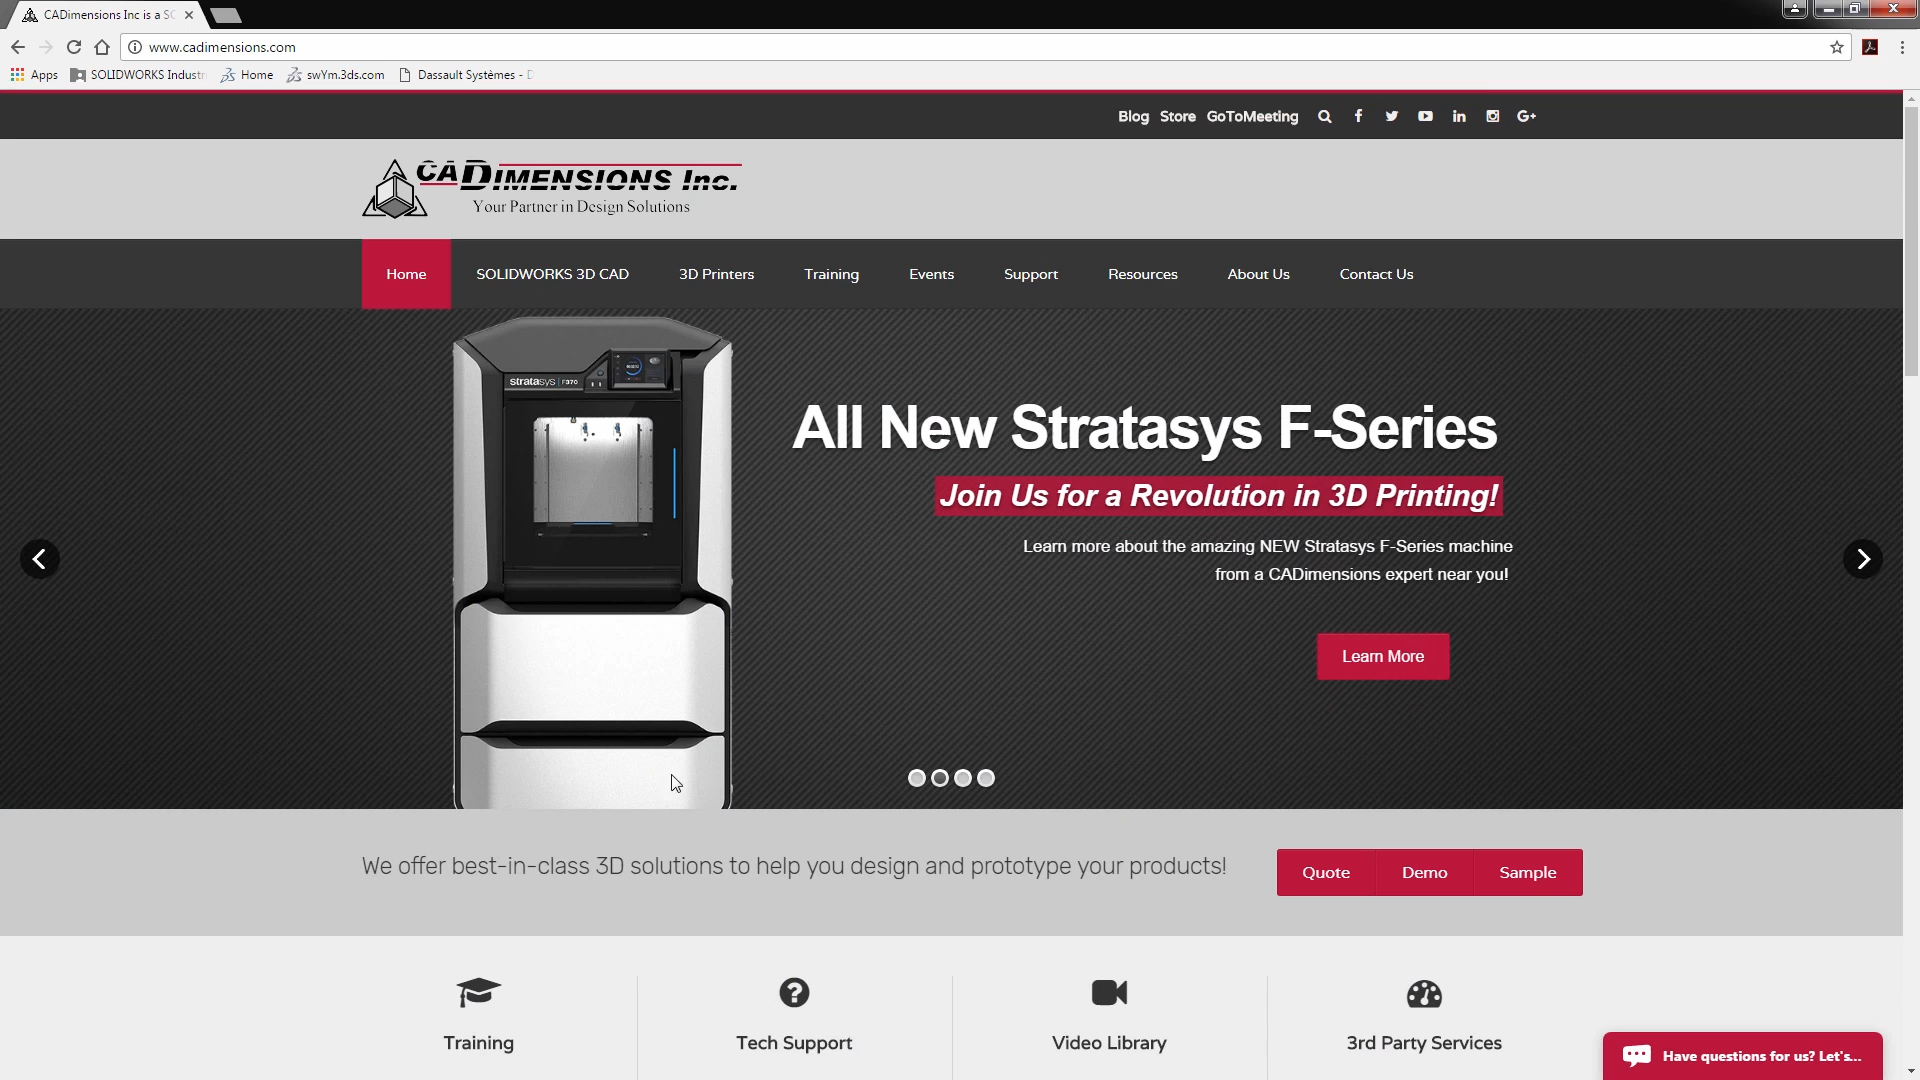 CADimensions Inc is a SO
www.cadimensions.com
Apps SOLIDWORKS Industr Home swYm.3ds.com Dassault Systèmes - D
Blog Store GoToMeeting
CADimensions Inc.
Your Partner in Design Solutions
Home SOLIDWORKS 3D CAD 3D Printers Training Events Support Resources About Us Contact Us
stratasys | F370
All New Stratasys F-Series
Join Us for a Revolution in 3D Printing!
Learn more about the amazing NEW Stratasys F-Series machine
from a CADimensions expert near you!
Learn More
We offer best-in-class 3D solutions to help you design and prototype your products!
Quote Demo Sample
Training Tech Support Video Library 3rd Party Services
Have questions for us? Let's...